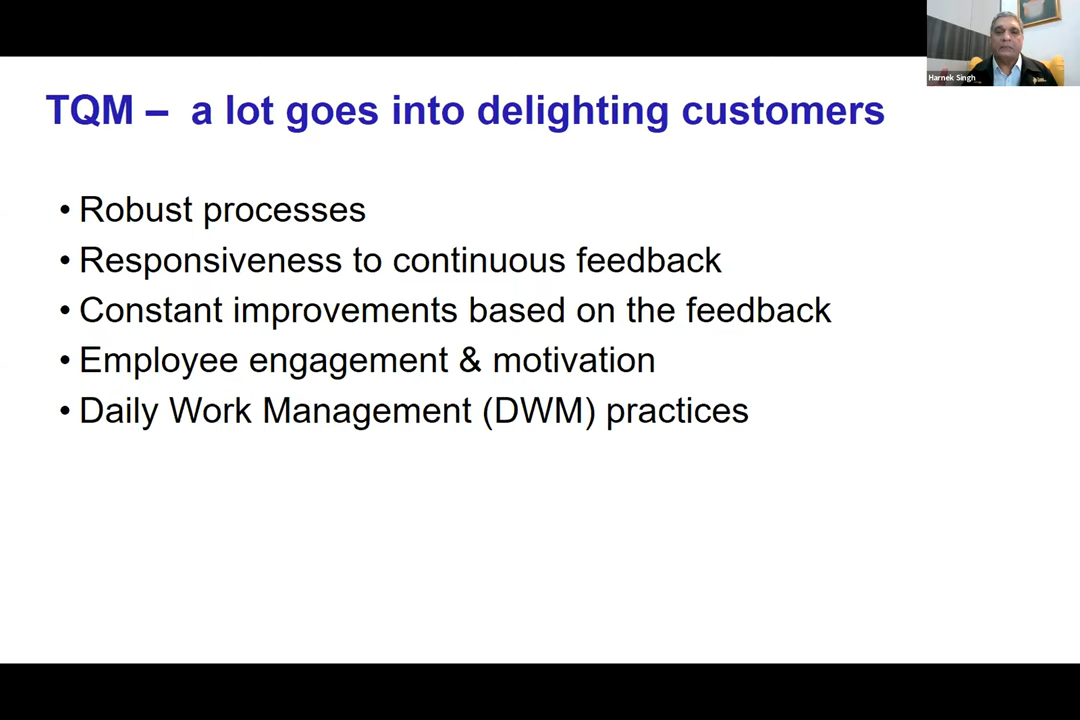 Harnek Singh
TQM – a lot goes into delighting customers
• Robust processes
• Responsiveness to continuous feedback
• Constant improvements based on the feedback
• Employee engagement & motivation
• Daily Work Management (DWM) practices